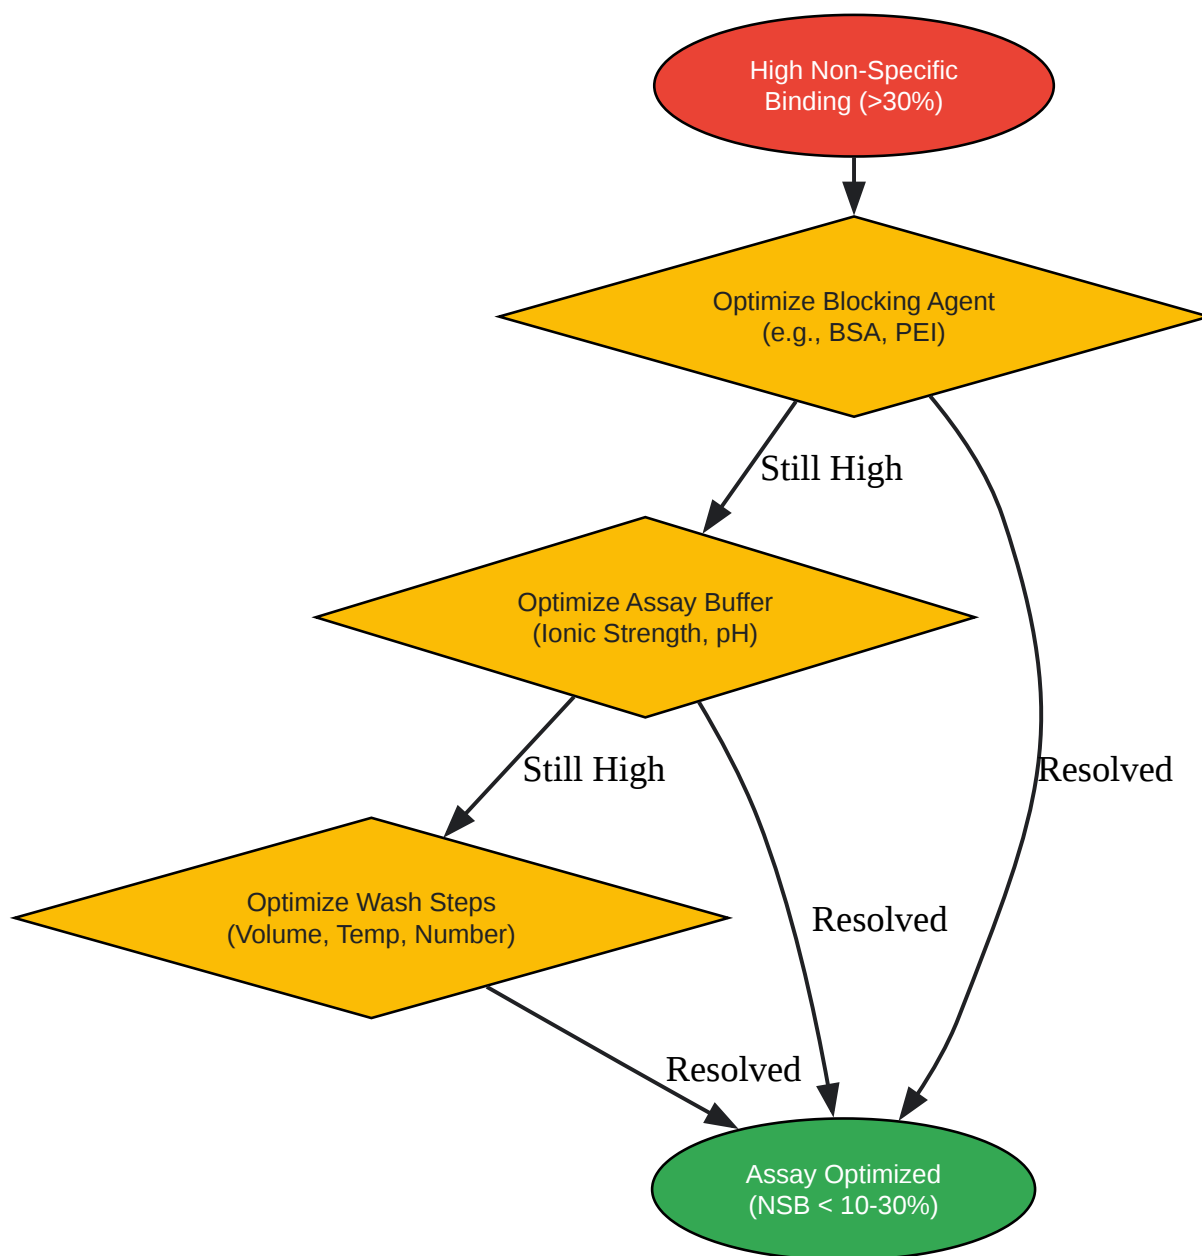 High Non-Specific
Binding (>30%)
Optimize Blocking Agent
(e.g., BSA, PEI)
Still High
Optimize Assay Buffer
(Ionic Strength, pH)
Still High
Resolved
Optimize Wash Steps
(Volume, Temp, Number)
Resolved
Resolved
Assay Optimized
(NSB < 10-30%)